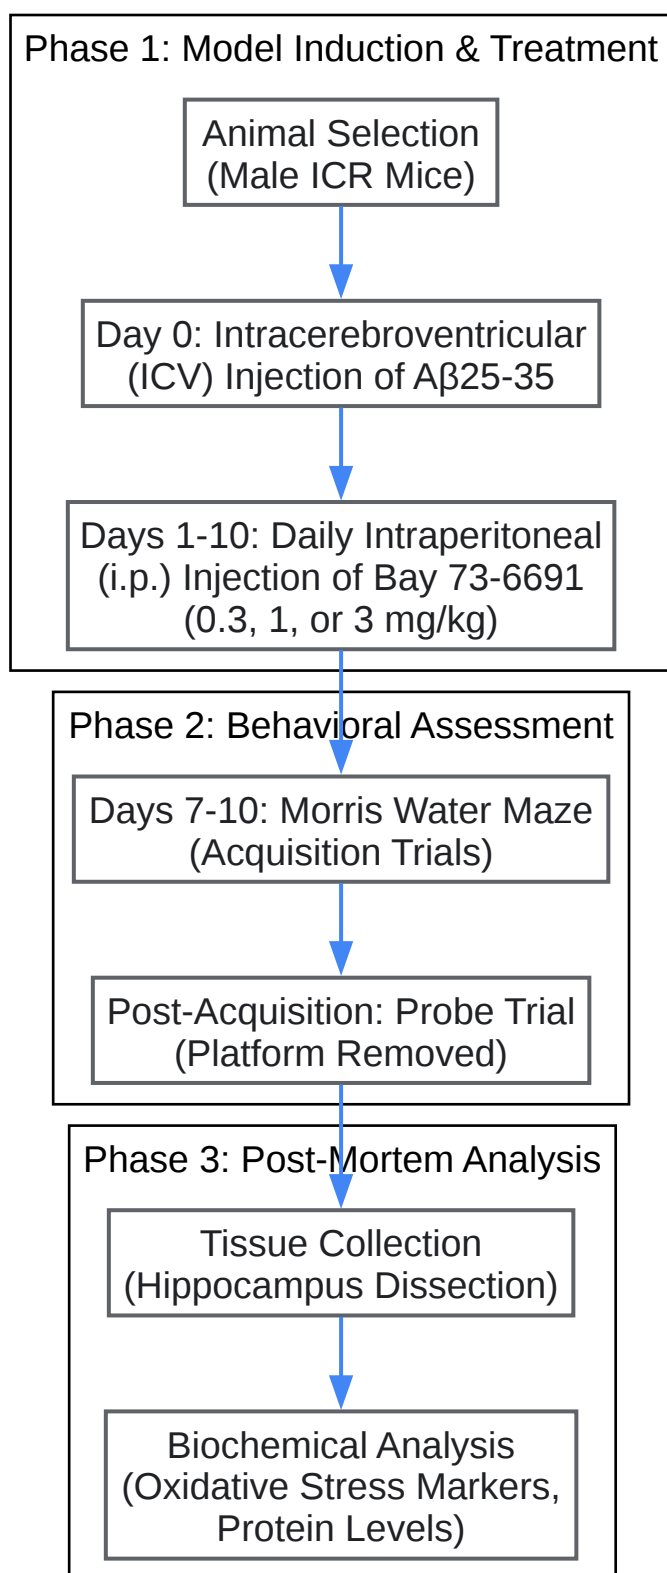 Phase 1: Model Induction & Treatment
Animal Selection
(Male ICR Mice)
Day 0: Intracerebroventricular
(ICV) Injection of Aβ25-35
Days 1-10: Daily Intraperitoneal
(i.p.) Injection of Bay 73-6691
(0.3, 1, or 3 mg/kg)
Phase 2: Behavioral Assessment
Days 7-10: Morris Water Maze
(Acquisition Trials)
Post-Acquisition: Probe Trial
(Platform Removed)
Phase 3: Post-Mortem Analysis
Tissue Collection
(Hippocampus Dissection)
Biochemical Analysis
(Oxidative Stress Markers,
Protein Levels)